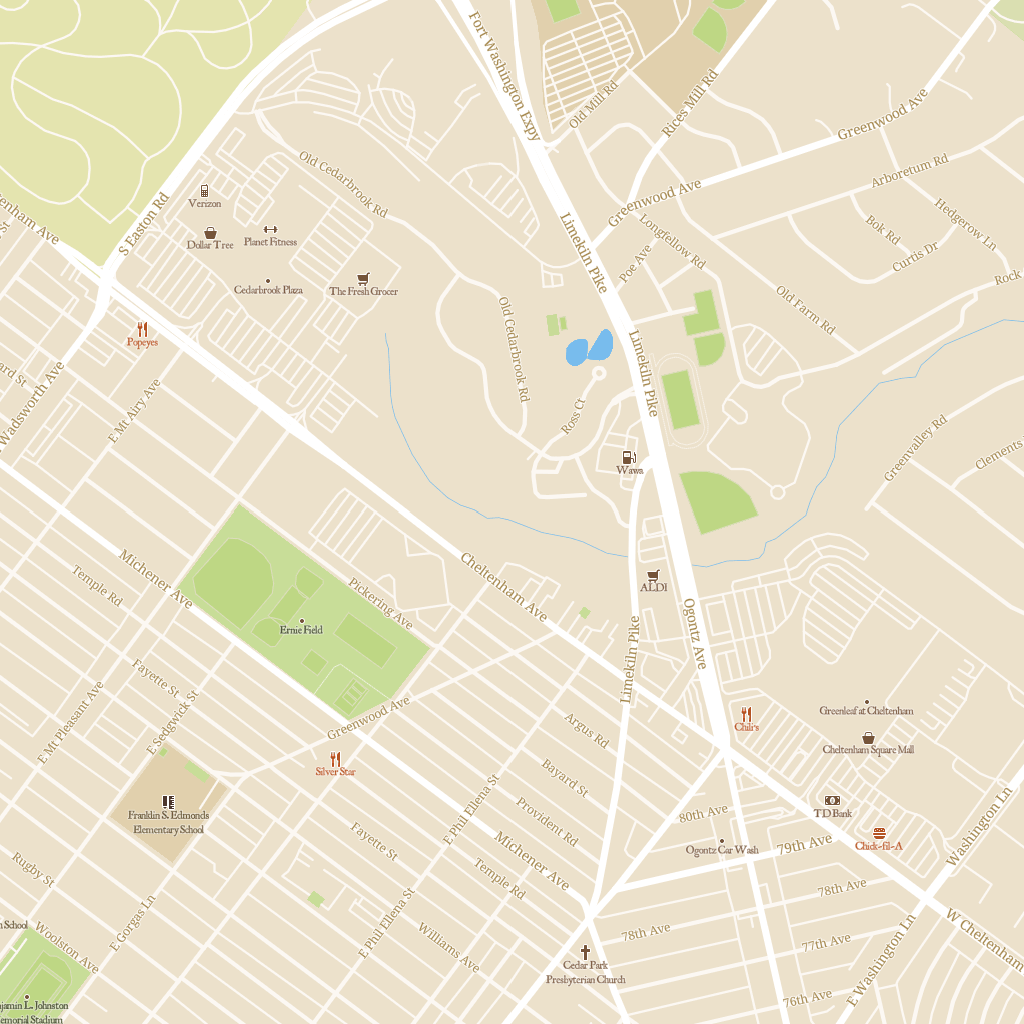 Fort Washington Expy
Old Mill Rd
Rices Mill Rd
Greenwood Ave
Arboretum Rd
Old Cedarbrook Rd
Verizon
Greenwood Ave
Hedgerow Ln
S Easton Rd
Longfellow Rd
Bok Rd
Dollar Tree
Planet Fitness
Limekiln Pike
Poe Ave
Curtis Dr
Rock
Cedarbrook Plaza
The Fresh Grocer
Old Farm Rd
Popeyes
Old Cedarbrook Rd
Limekiln Pike
Wadsworth Ave
E Mt Airy Ave
Ross Ct
Greenvalley Rd
Clements
Wawa
Michener Ave
Temple Rd
Pickering Ave
Cheltenham Ave
ALDI
Ernie Field
Ogontz Ave
Limekiln Pike
Fayette St
E Mt Pleasant Ave
E Sedgwick St
Greenwood Ave
Argus Rd
Chili's
Greenleaf at Cheltenham
Cheltenham Square Mall
Silver Star
Bayard St
Franklin S. Edmonds
Elementary School
E Phil Ellena St
Provident Rd
80th Ave
TD Bank
Washington Ln
Fayette St
Michener Ave
Ogontz Car Wash
79th Ave
Chick-fil-A
Rugby St
Temple Rd
78th Ave
E Gorgas Ln
E Phil Ellena St
School
Woolston Ave
Williams Ave
78th Ave
77th Ave
E Washington Ln
W Cheltenham
Cedar Park
Presbyterian Church
76th Ave